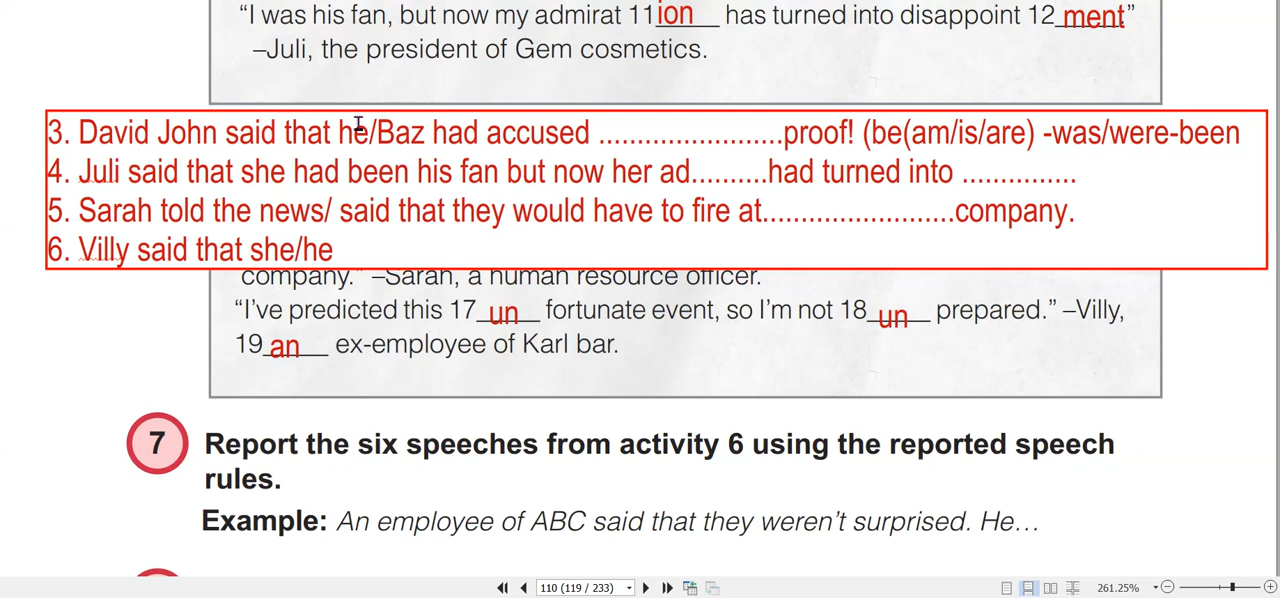 "I was his fan, but now my admirat 11 ion has turned into disappoint 12 ment"
–Juli, the president of Gem cosmetics.
3. David John said that he/Baz had accused ........................proof! (be(am/is/are) -was/were-been
4. Juli said that she had been his fan but now her ad..........had turned into ...............
5. Sarah told the news/ said that they would have to fire at.........................company.
6. Villy said that she/he
company." –Sarah, a human resource officer.
"I've predicted this 17 un fortunate event, so I'm not 18 un prepared." –Villy,
19 an ex-employee of Karl bar.
7 Report the six speeches from activity 6 using the reported speech
rules.
Example: An employee of ABC said that they weren't surprised. He…
110 (119 / 233) 261.25%